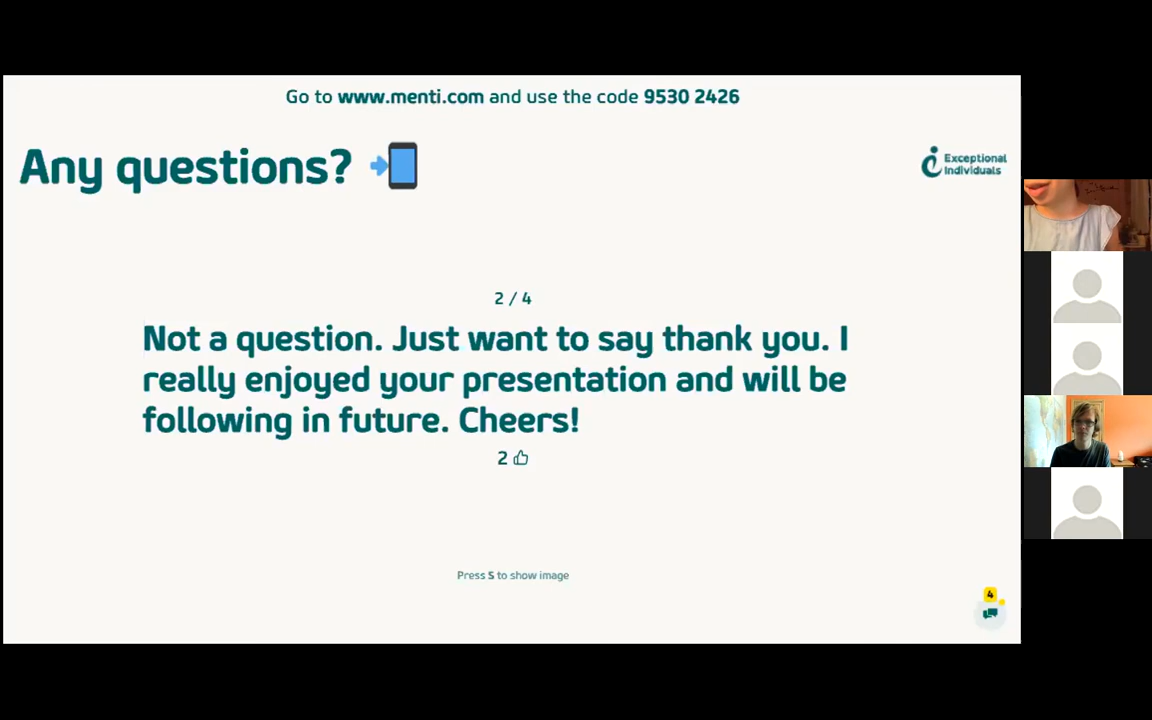 Go to www.menti.com and use the code 9530 2426
Any questions?
Exceptional
Individuals
2 / 4
Not a question. Just want to say thank you. I
really enjoyed your presentation and will be
following in future. Cheers!
2
Press S to show image
4